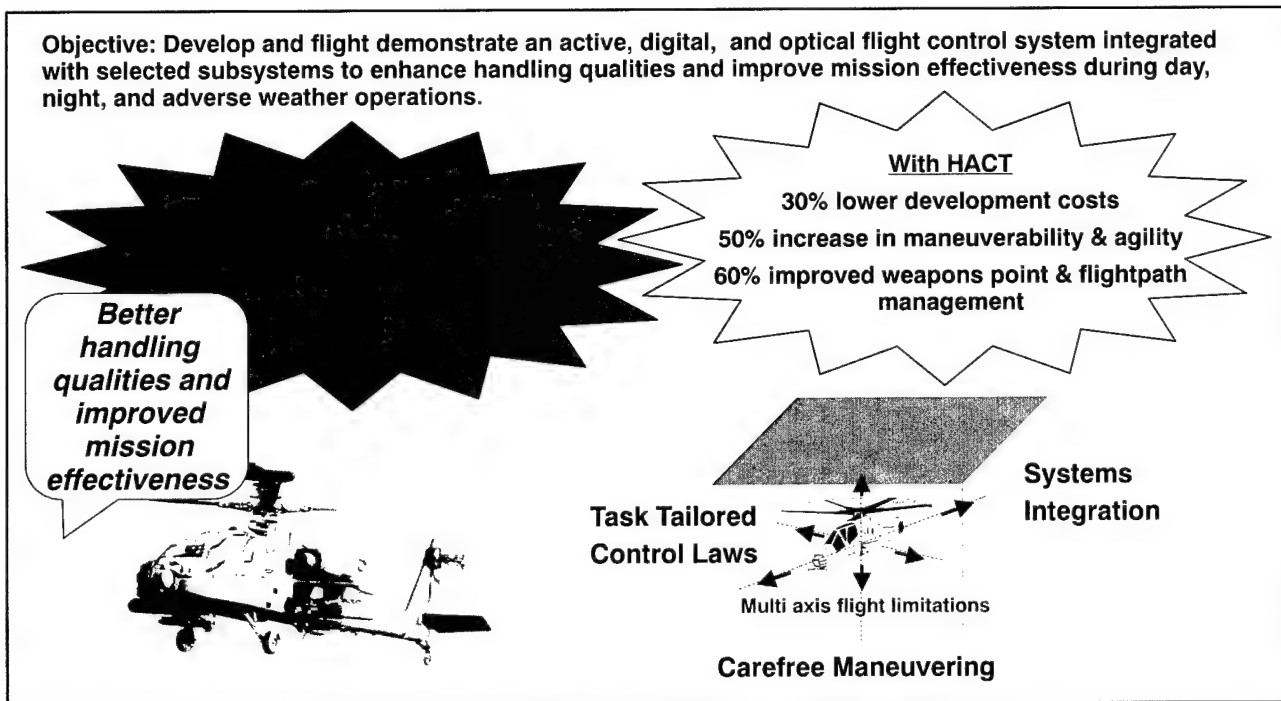 Objective: Develop and flight demonstrate an active, digital, and optical flight control system integrated
with selected subsystems to enhance handling qualities and improve mission effectiveness during day,
night, and adverse weather operations.
With HACT
30% lower development costs
50% increase in maneuverability & agility
60% improved weapons point & flightpath
management
Better
handling
qualities and
improved
mission
effectiveness
Task Tailored
Control Laws
Systems
Integration
Multi axis flight limitations
Carefree Maneuvering